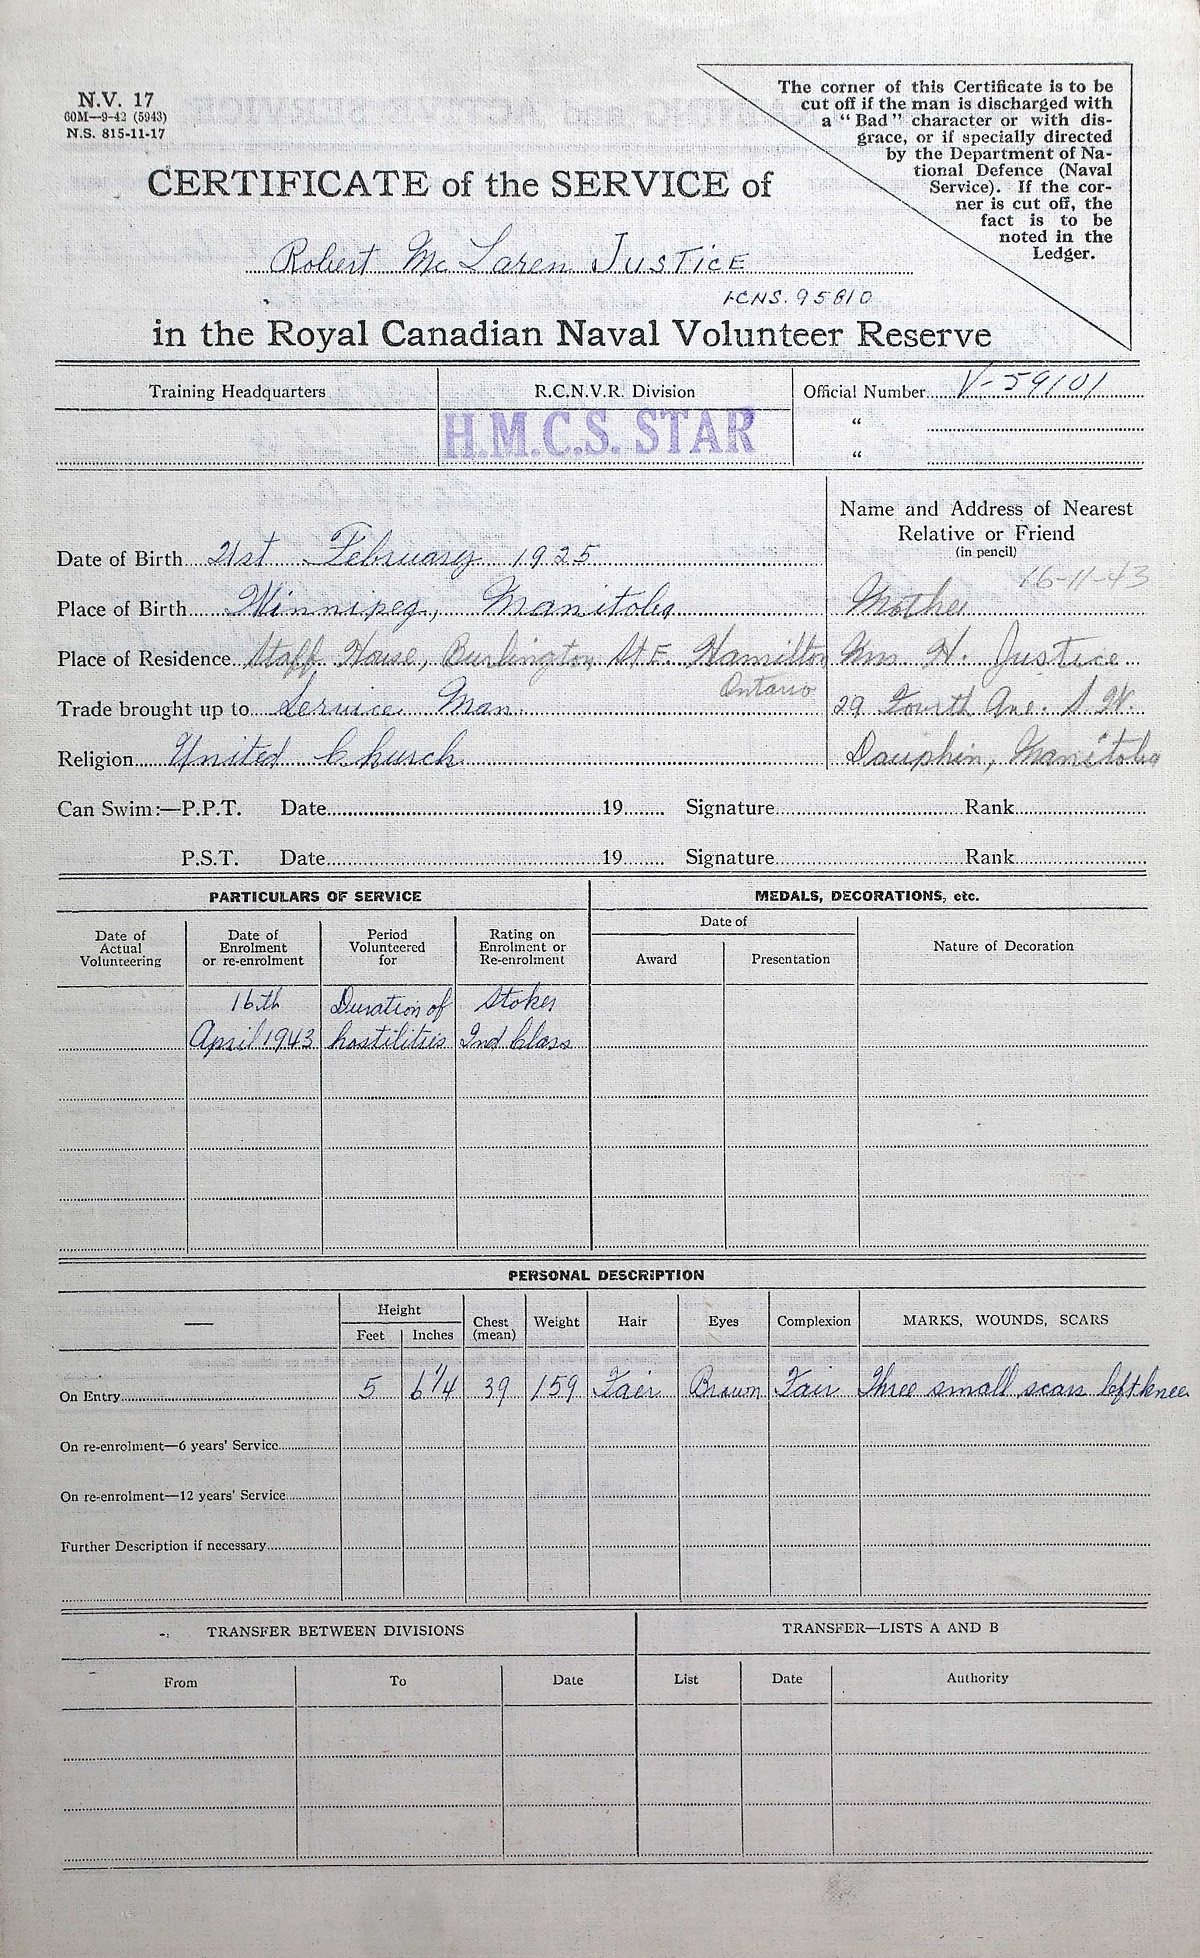 N.V. 17
60M—9-42 (5943)
N.S. 815-11-17
The corner of this Certificate is to be
cut off if the man is discharged with
a "Bad" character or with dis-
grace, or if specially directed
by the Department of Na-
tional Defence (Naval
Service). If the cor-
ner is cut off, the
fact is to be
noted in the
Ledger.
CERTIFICATE of the SERVICE of
Robert McLaren JUSTICE
95810
in the Royal Canadian Naval Volunteer Reserve
Training Headquarters R.C.N.V.R. Division Official Number V-59101
H.M.C.S. STAR "
"
Name and Address of Nearest
Relative or Friend
(in pencil)
Date of Birth 21st February 1925
16-11-43
Place of Birth Winnipeg, Manitoba Mother
Place of Residence Staff House, Burlington St E. Hamilton H. Justice
Ontario
Trade brought up to Service Man 29 Fourth Ave. S.W.
Religion United Church Dauphin, Manitoba
Can Swim:—P.P.T. Date 19 Signature Rank
P.S.T. Date 19 Signature Rank
PARTICULARS OF SERVICE MEDALS, DECORATIONS, etc.
Date of Actual Volunteering Date of Enrolment or re-enrolment Period Volunteered for Rating on Enrolment or Re-enrolment Date of Award Presentation Nature of Decoration
16th Duration of Stoker
April 1943 hostilities 2nd Class
PERSONAL DESCRIPTION
— Height Feet Inches Chest (mean) Weight Hair Eyes Complexion MARKS, WOUNDS, SCARS
On Entry 5 6 1/4 39 159 Fair Brown Fair Three small scars left knee
On re-enrolment—6 years' Service
On re-enrolment—12 years' Service
Further Description if necessary
TRANSFER BETWEEN DIVISIONS TRANSFER—LISTS A AND B
From To Date List Date Authority